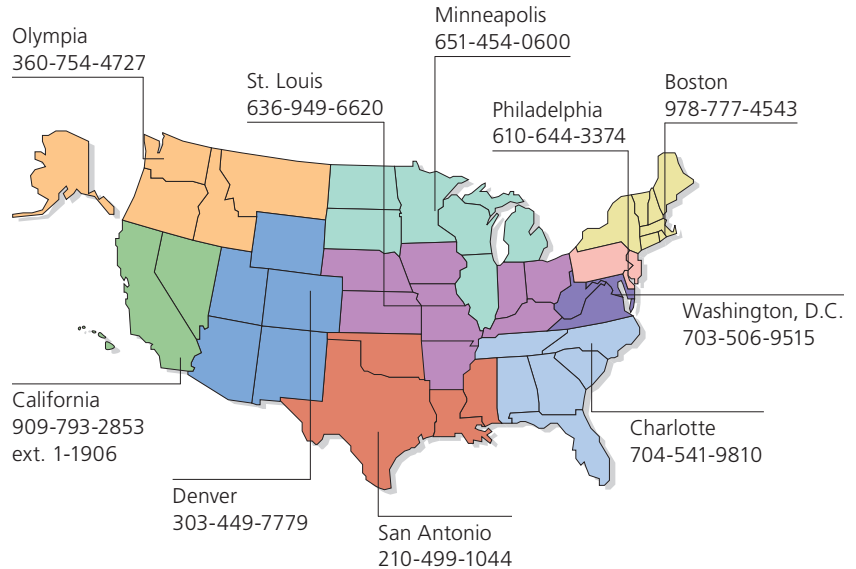 Minneapolis
651-454-0600
Olympia
360-754-4727
St. Louis
636-949-6620
Boston
978-777-4543
Philadelphia
610-644-3374
Washington, D.C.
703-506-9515
California
909-793-2853
ext. 1-1906
Charlotte
704-541-9810
Denver
303-449-7779
San Antonio
210-499-1044